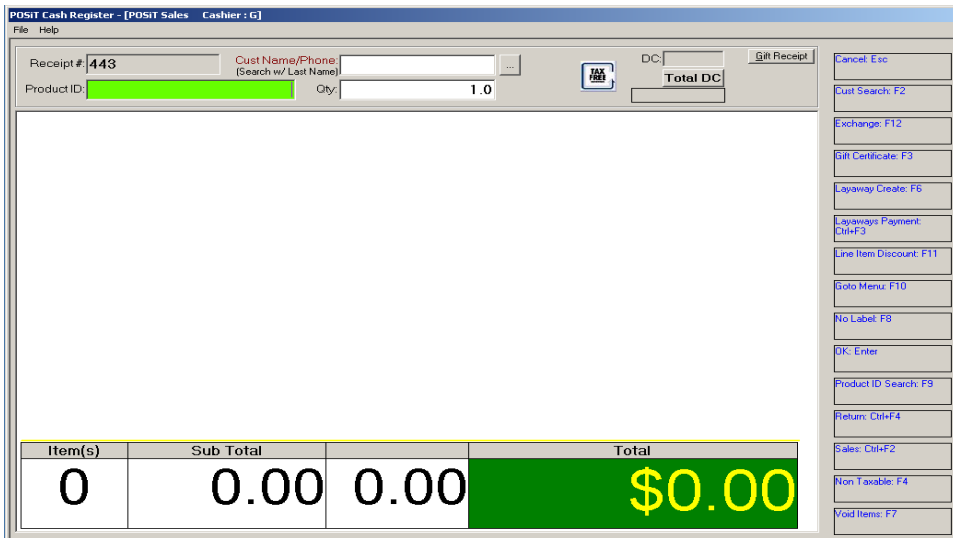 POSiT Cash Register - [POSiT Sales Cashier : G]
File Help
Receipt #: 443
Cust Name/Phone:
(Search w/ Last Name)
...
TAX
FREE
DC:
Gift Receipt
Total DC
Product ID:
Qty: 1.0
Cancel: Esc
Cust Search: F2
Exchange: F12
Gift Certificate: F3
Layaway Create: F6
Layaways Payment:
Ctrl+F3
Line Item Discount: F11
Goto Menu: F10
No Label: F8
OK: Enter
Product ID Search: F9
Return: Ctrl+F4
Sales: Ctrl+F2
Non Taxable: F4
Void Items: F7
Item(s) Sub Total Total
0 0.00 0.00 $0.00